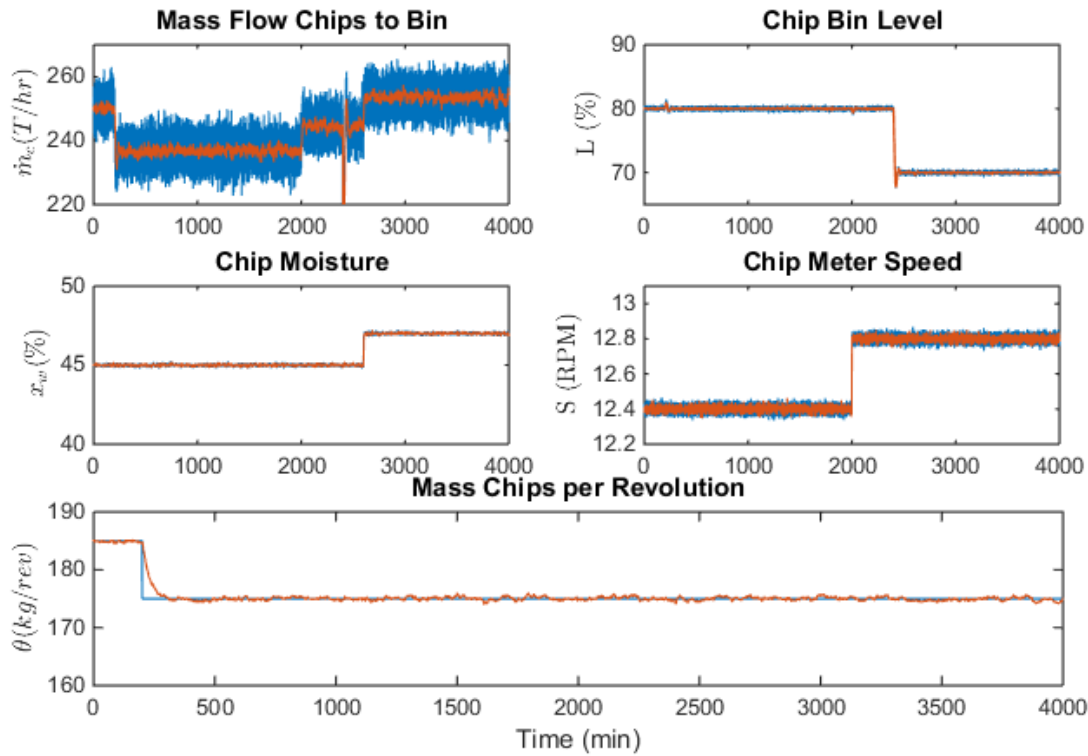 Mass Flow Chips to Bin
ṁc(T/hr)
260
240
220
0 1000 2000 3000 4000
Chip Bin Level
L (%)
90
80
70
0 1000 2000 3000 4000
Chip Moisture
xw(%)
50
45
40
0 1000 2000 3000 4000
Chip Meter Speed
S (RPM)
13
12.8
12.6
12.4
12.2
0 1000 2000 3000 4000
Mass Chips per Revolution
θ(kg/rev)
190
180
170
160
0 500 1000 1500 2000 2500 3000 3500 4000
Time (min)